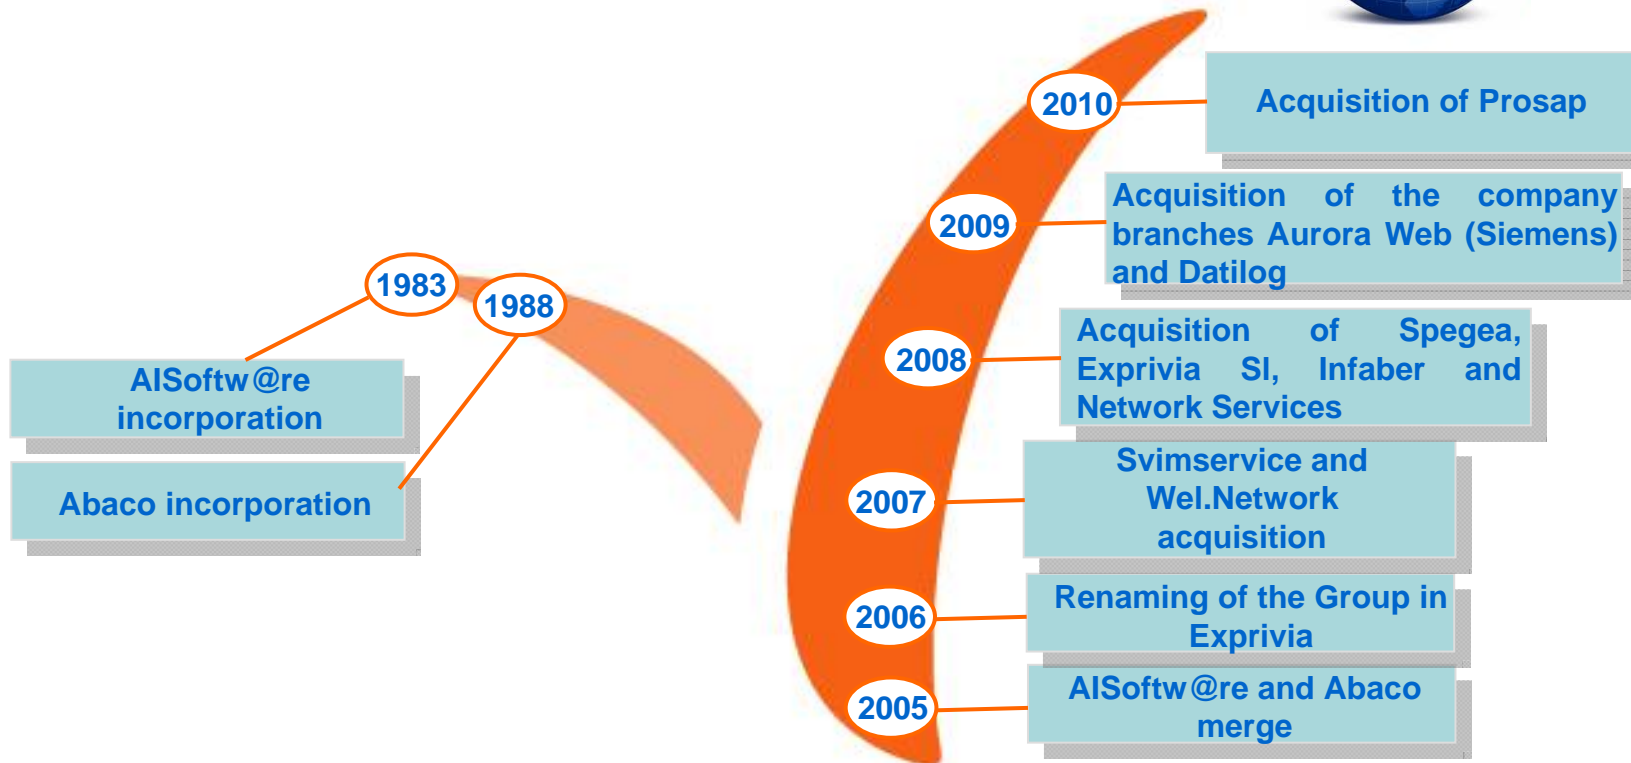 2010
Acquisition of Prosap
2009
Acquisition of the company
branches Aurora Web (Siemens)
and Datilog
1983
1988
2008
Acquisition of Spegea,
Exprivia SI, Infaber and
Network Services
AISoftw@re
incorporation
Abaco incorporation
2007
Svimservice and
Wel.Network
acquisition
2006
Renaming of the Group in
Exprivia
2005
AISoftw@re and Abaco
merge